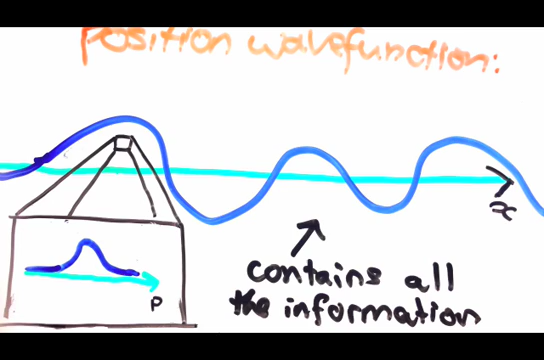 Position wavefunction:
x
P
contains all
the information